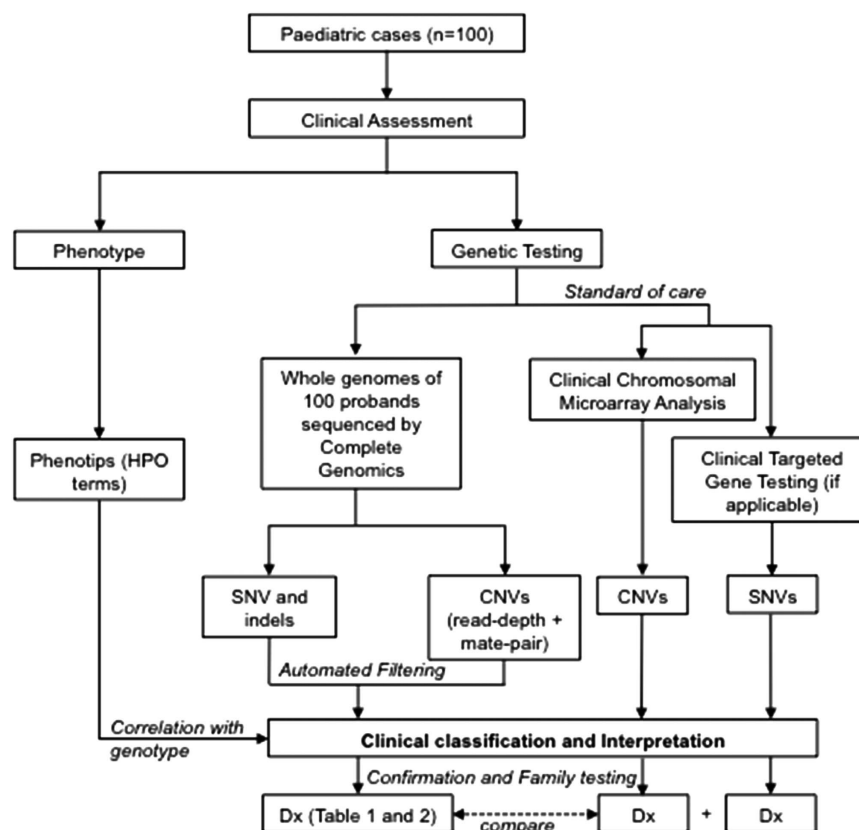 Paediatric cases (n=100)
Clinical Assessment
Phenotype
Genetic Testing
Standard of care
Whole genomes of
100 probands
sequenced by
Complete
Genomics
Clinical Chromosomal
Microarray Analysis
Phenotips (HPO
terms)
Clinical Targeted
Gene Testing (if
applicable)
SNV and
indels
CNVs
(read-depth +
mate-pair)
CNVs
SNVs
Automated Filtering
Correlation with
genotype
Clinical classification and Interpretation
Confirmation and Family testing
Dx (Table 1 and 2)
compare
Dx
+
Dx